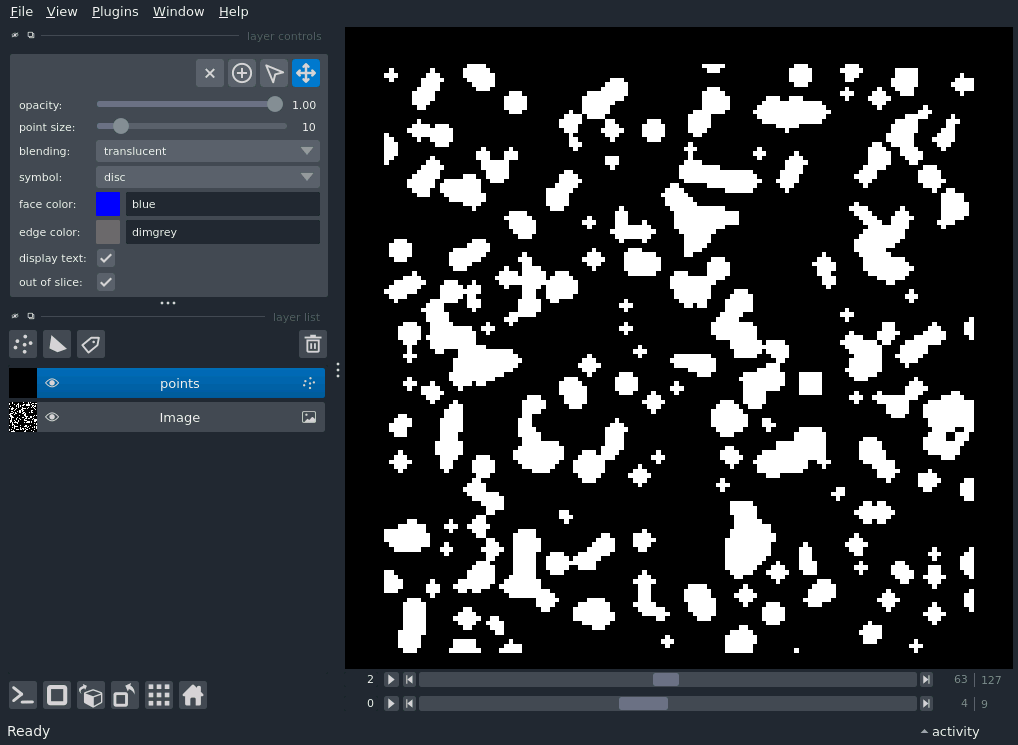 File View Plugins Window Help
layer controls
opacity: 1.00
point size: 10
blending: translucent
symbol: disc
face color: blue
edge color: dimgrey
display text:
out of slice:
layer list
points
Image
2 63 127
0 4 9
Ready activity